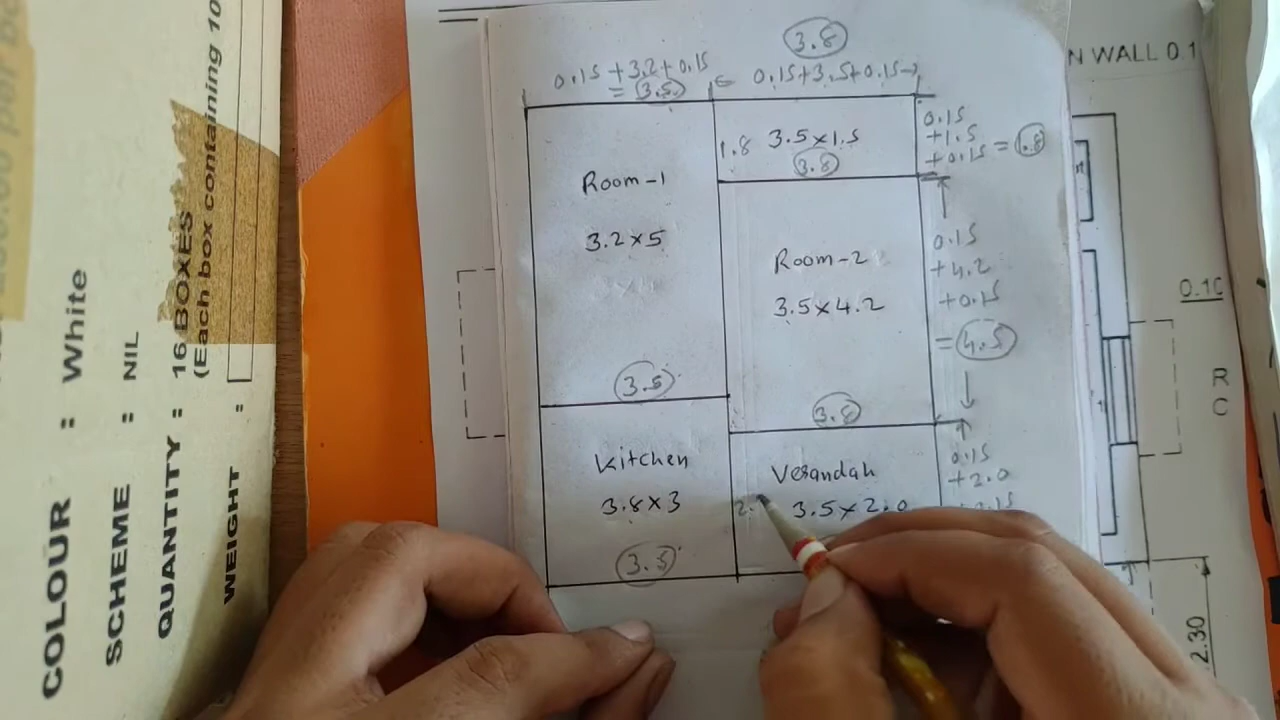 COLOUR : White
SCHEME : NIL
QUANTITY : 16 BOXES
(Each box containing 10
WEIGHT :
0.15 + 3.2 + 0.15
= 3.5
3.8
0.15+3.5+0.15
Room-1
3.2×5
3.5
1.8 3.5×1.5
3.8
0.15
+1.5
+0.15 = 1.8
Room-2
3.5×4.2
3.8
0.15
+4.2
+0.15
= 4.5
Kitchen
3.8×3
3.5
Verandah
3.5×2.0
0.15
+2.0
N WALL 0.1
0.10
R
C
2.30